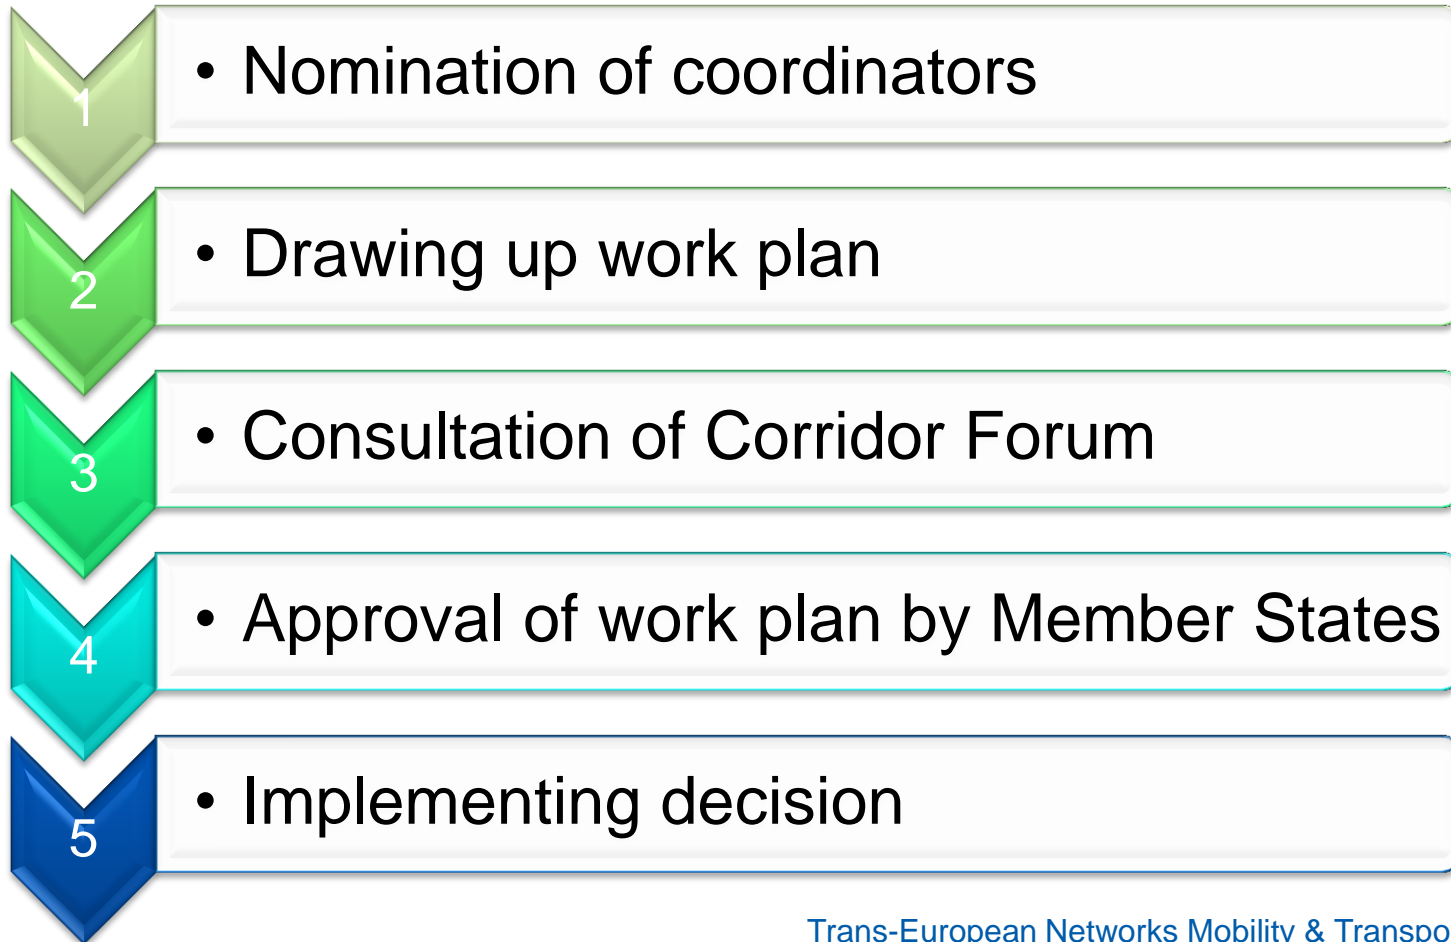 1
• Nomination of coordinators
2
• Drawing up work plan
3
• Consultation of Corridor Forum
4
• Approval of work plan by Member States
5
• Implementing decision
Trans-European Networks Mobility & Transpo